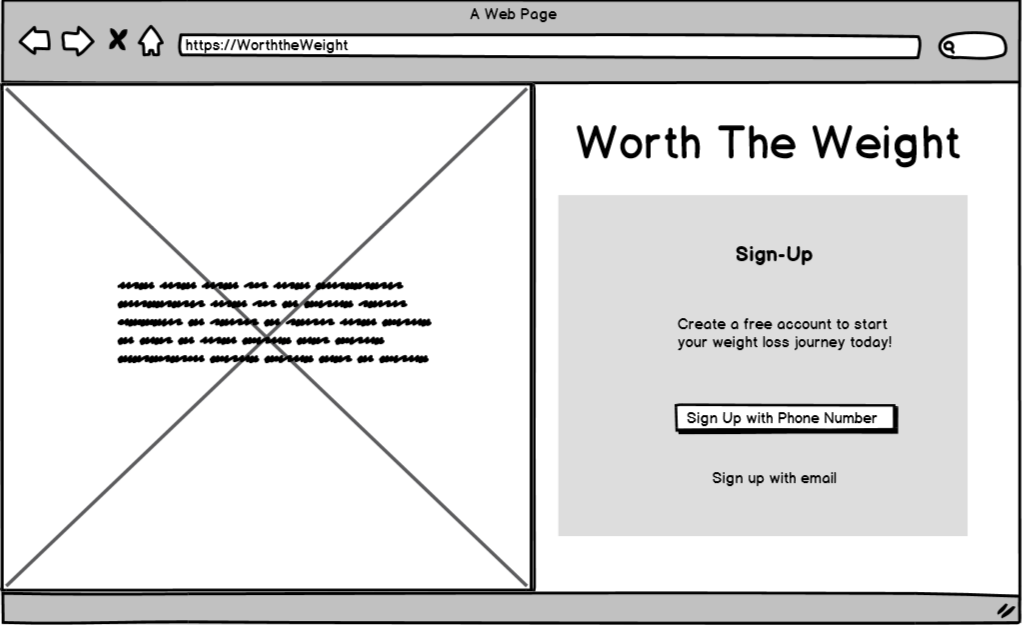 A Web Page
https://WorththeWeight
Worth The Weight
Sign-Up
Create a free account to start
your weight loss journey today!
Sign Up with Phone Number
Sign up with email